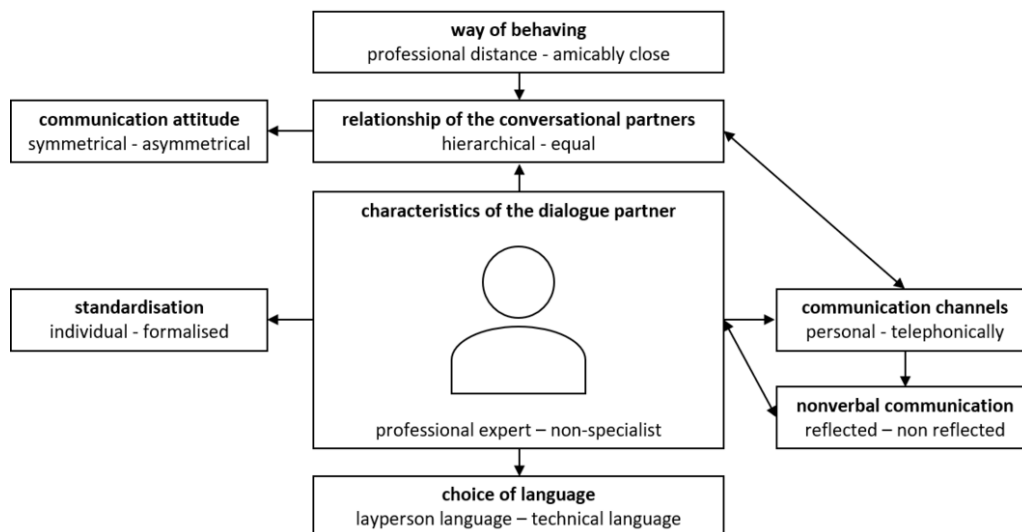 way of behaving
professional distance - amicably close
communication attitude
symmetrical - asymmetrical
relationship of the conversational partners
hierarchical - equal
characteristics of the dialogue partner
standardisation
individual - formalised
communication channels
personal - telephonically
nonverbal communication
reflected – non reflected
professional expert – non-specialist
choice of language
layperson language – technical language